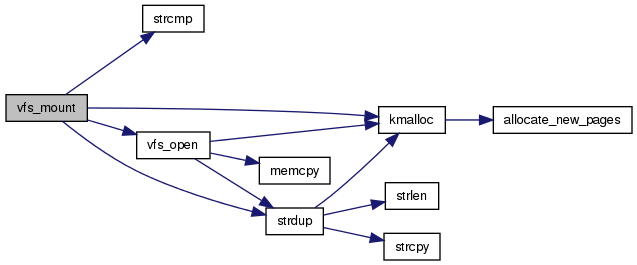 strcmp
vfs_mount
kmalloc
allocate_new_pages
vfs_open
memcpy
strlen
strdup
strcpy